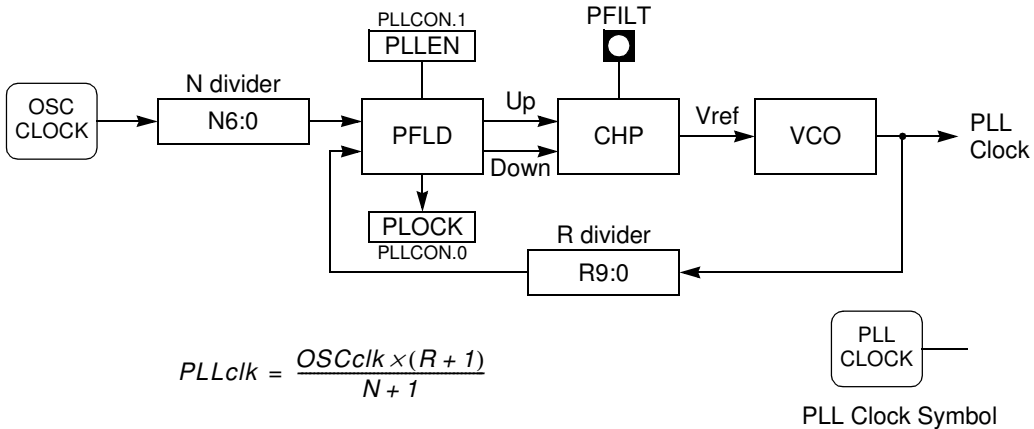 PLLCON.1
PLLEN
PFILT
OSC
CLOCK
N divider
N6:0
PFLD
Up
Down
CHP
Vref
VCO
PLL
Clock
PLOCK
PLLCON.0
R divider
R9:0
PLLclk = OSCclk × (R + 1)
N + 1
PLL
CLOCK
PLL Clock Symbol